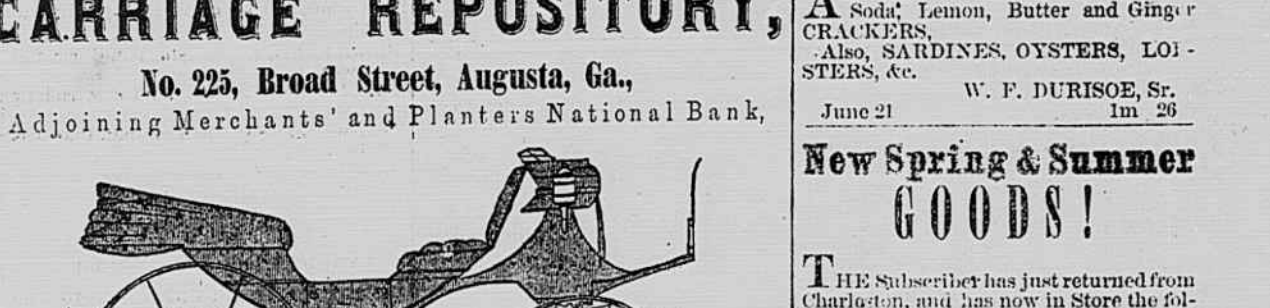 CARRIAGE REPOSITORY,
No. 225, Broad Street, Augusta, Ga.,
Adjoining Merchants' and Planters National Bank,
A Soda, Lemon, Butter and Ginger
CRACKERS,
Also, SARDINES, OYSTERS, LOB-
STERS, &c.
W. F. DURISOE, Sr.
June 21 1m 26
New Spring & Summer
GOODS!
THE Subscriber has just returned from
Charleston, and has now in Store the fol-